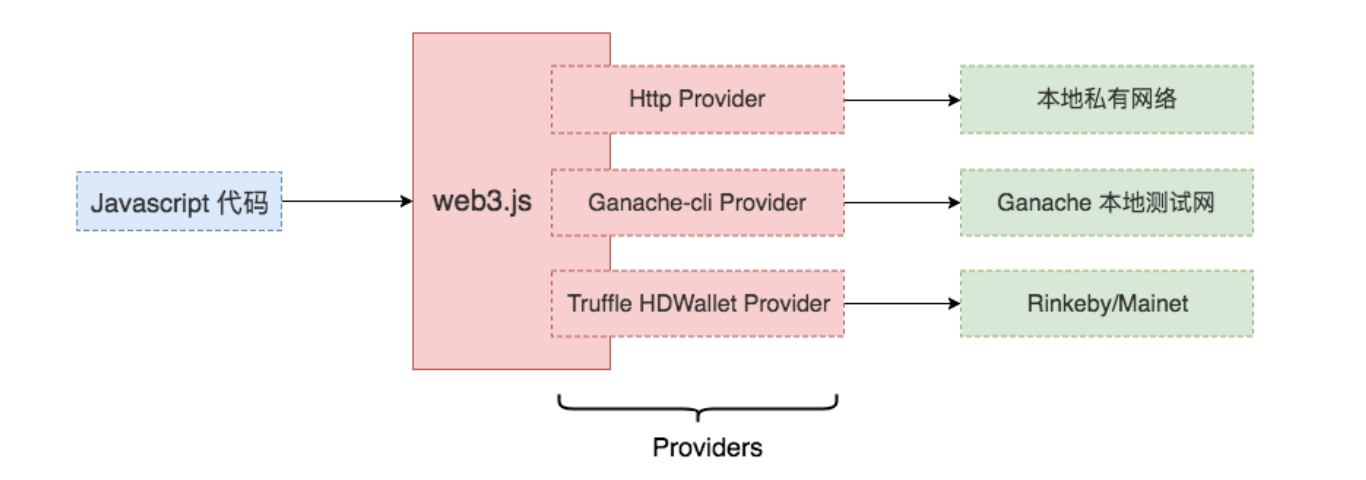 Http Provider
本地私有网络
Javascript 代码
web3.js
Ganache-cli Provider
Ganache 本地测试网
Truffle HDWallet Provider
Rinkeby/Mainet
Providers